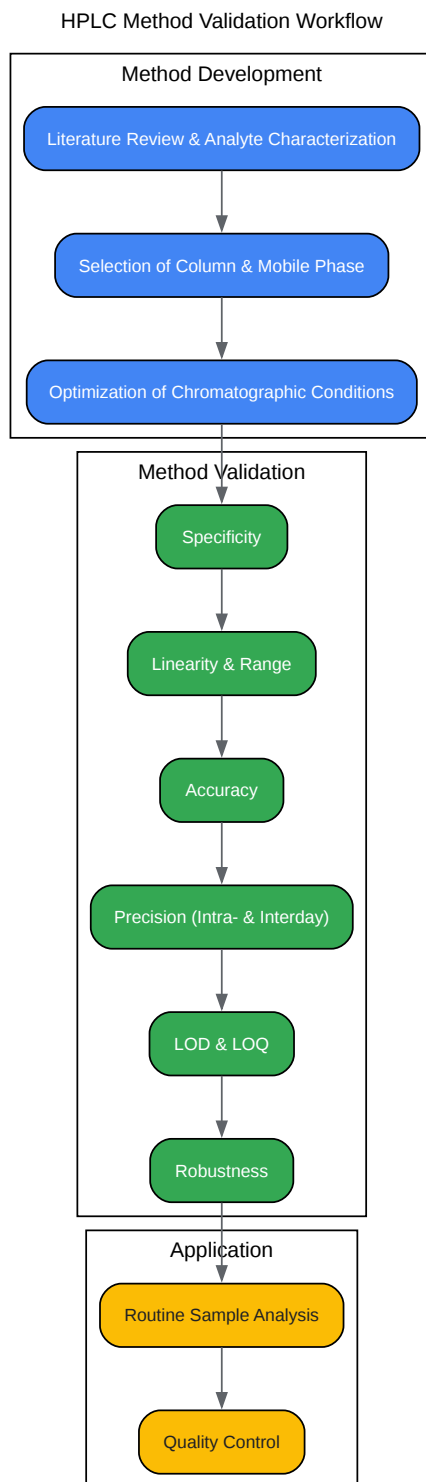 HPLC Method Validation Workflow
Method Development
Literature Review & Analyte Characterization
Selection of Column & Mobile Phase
Optimization of Chromatographic Conditions
Method Validation
Specificity
Linearity & Range
Accuracy
Precision (Intra- & Interday)
LOD & LOQ
Robustness
Application
Routine Sample Analysis
Quality Control